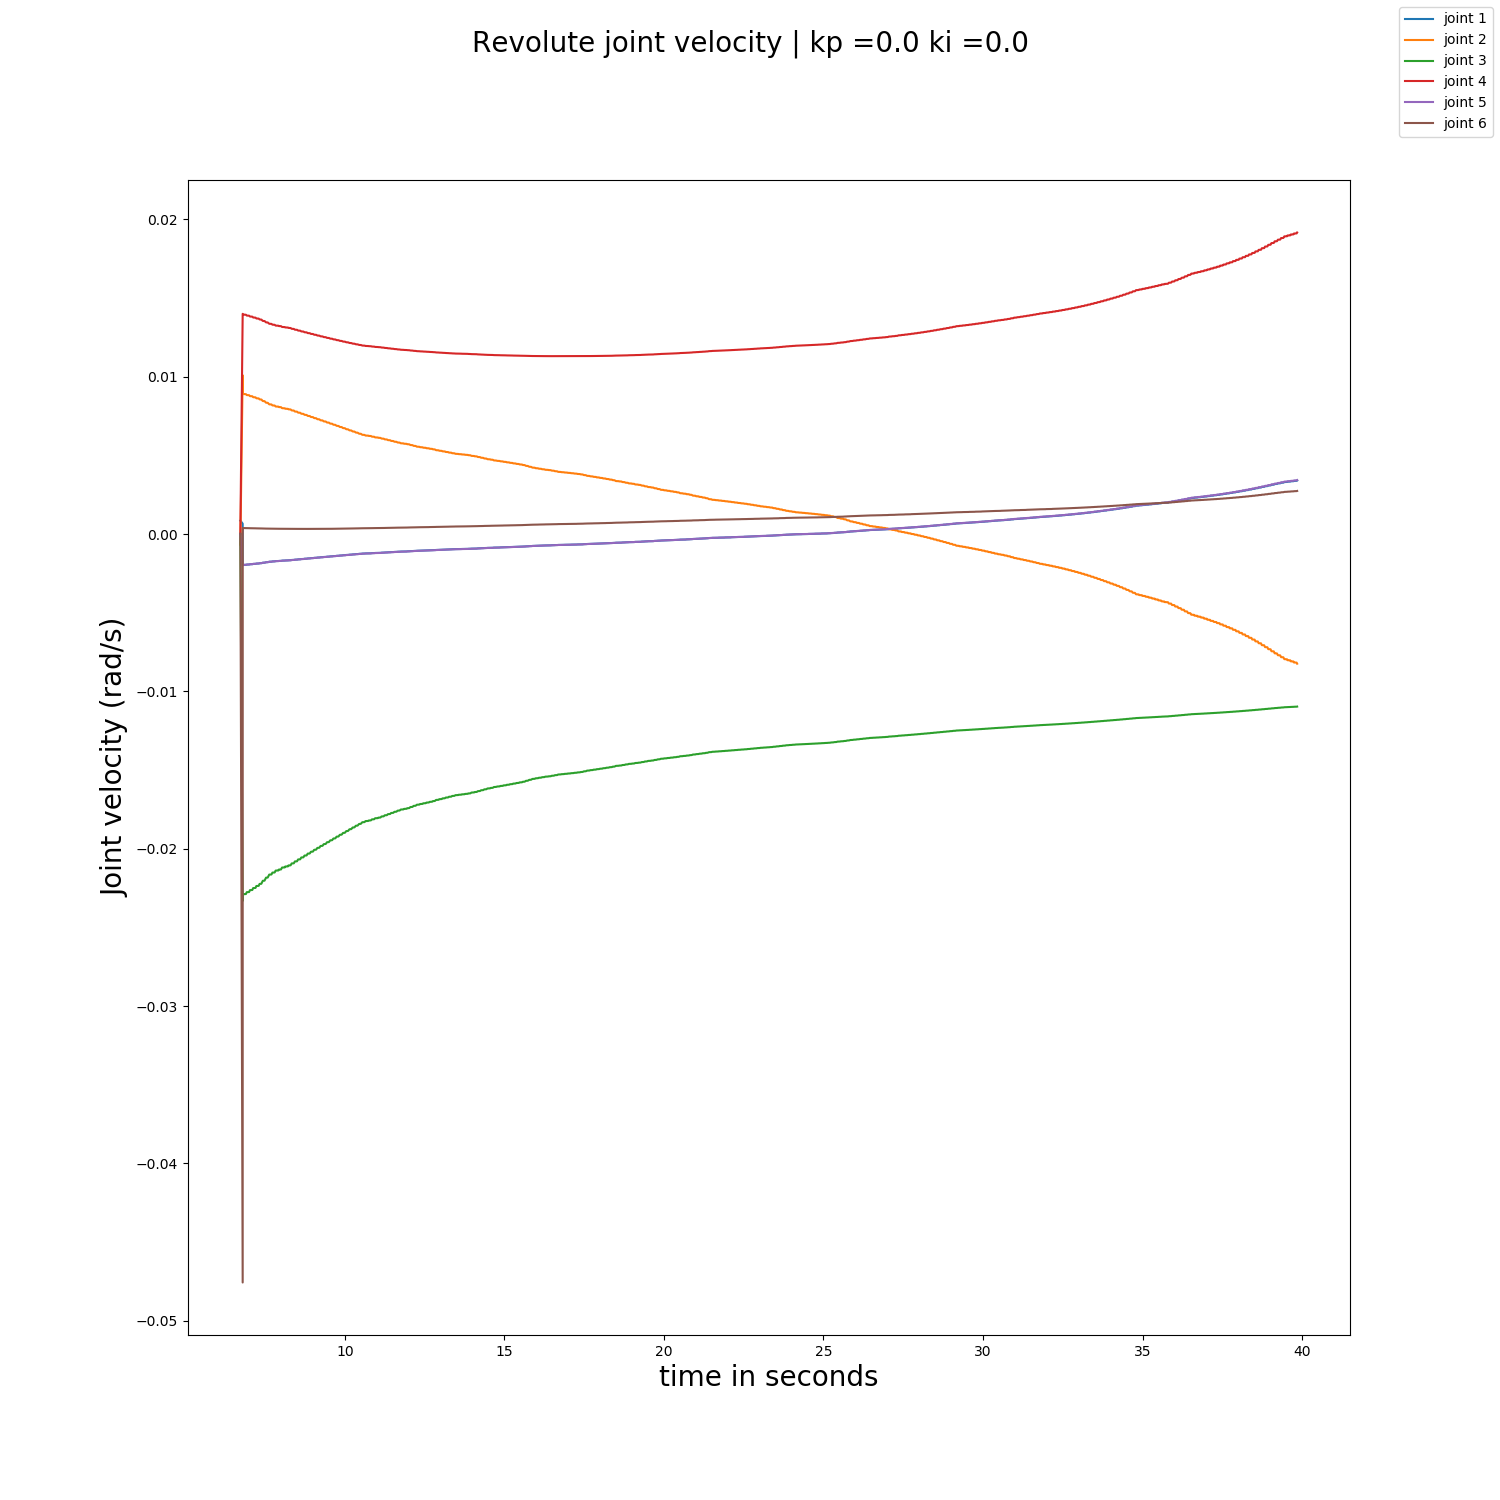 Revolute joint velocity | kp =0.0 ki =0.0
joint 1
joint 2
joint 3
joint 4
joint 5
joint 6
0.02
0.01
0.00
−0.01
−0.02
−0.03
−0.04
−0.05
Joint velocity (rad/s)
10 15 20 25 30 35 40
time in seconds